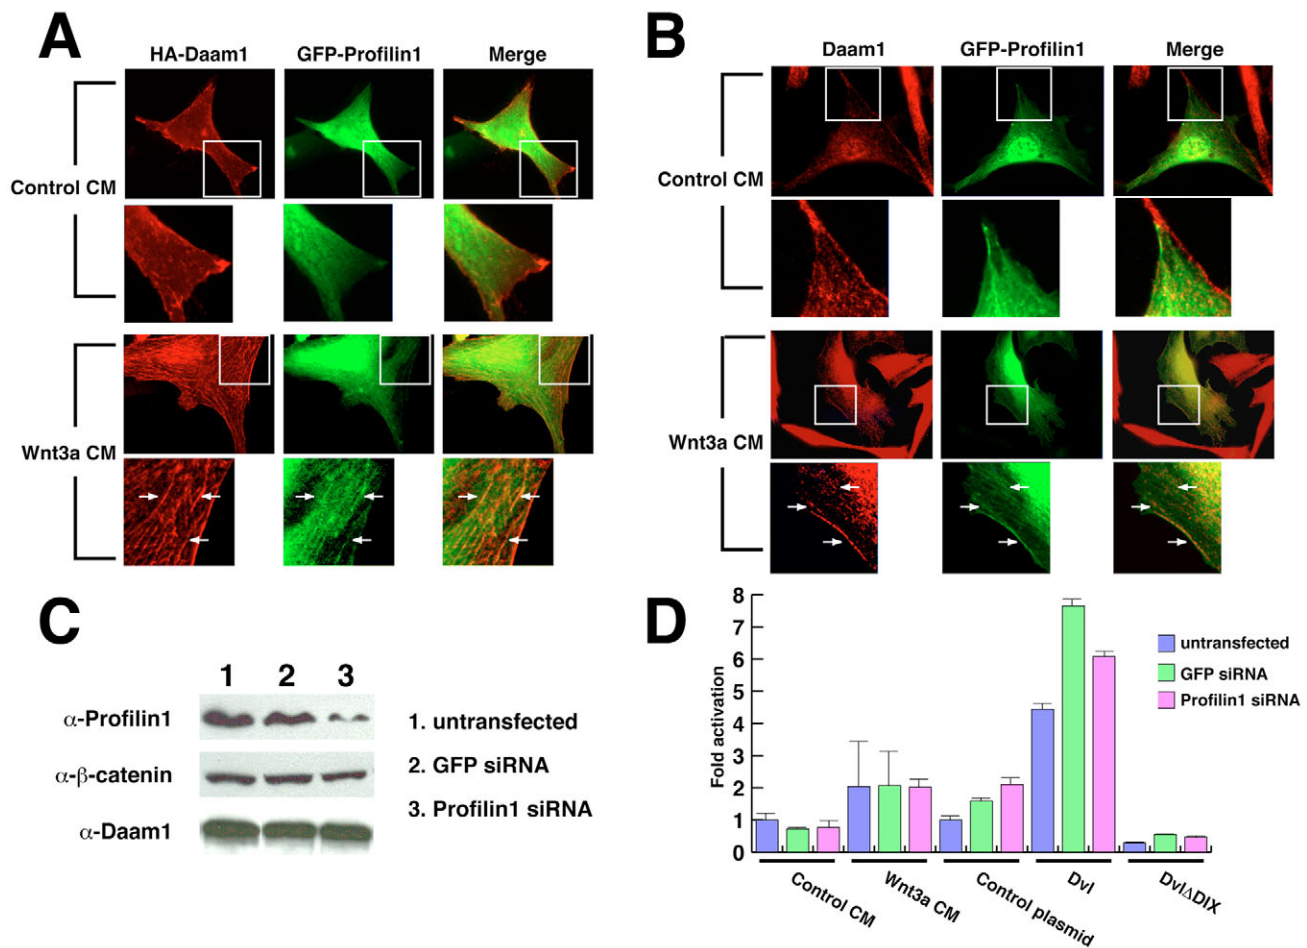 A
HA-Daam1 GFP-Profilin1 Merge
Control CM
Wnt3a CM
B
Daam1 GFP-Profilin1 Merge
Control CM
Wnt3a CM
C
1 2 3
α-Profilin1
α-β-catenin
α-Daam1
1. untransfected
2. GFP siRNA
3. Profilin1 siRNA
D
Fold activation
8
7
6
5
4
3
2
1
0
untransfected
GFP siRNA
Profilin1 siRNA
Control CM
Wnt3a CM
Control plasmid
Dvl
DvlΔDIX